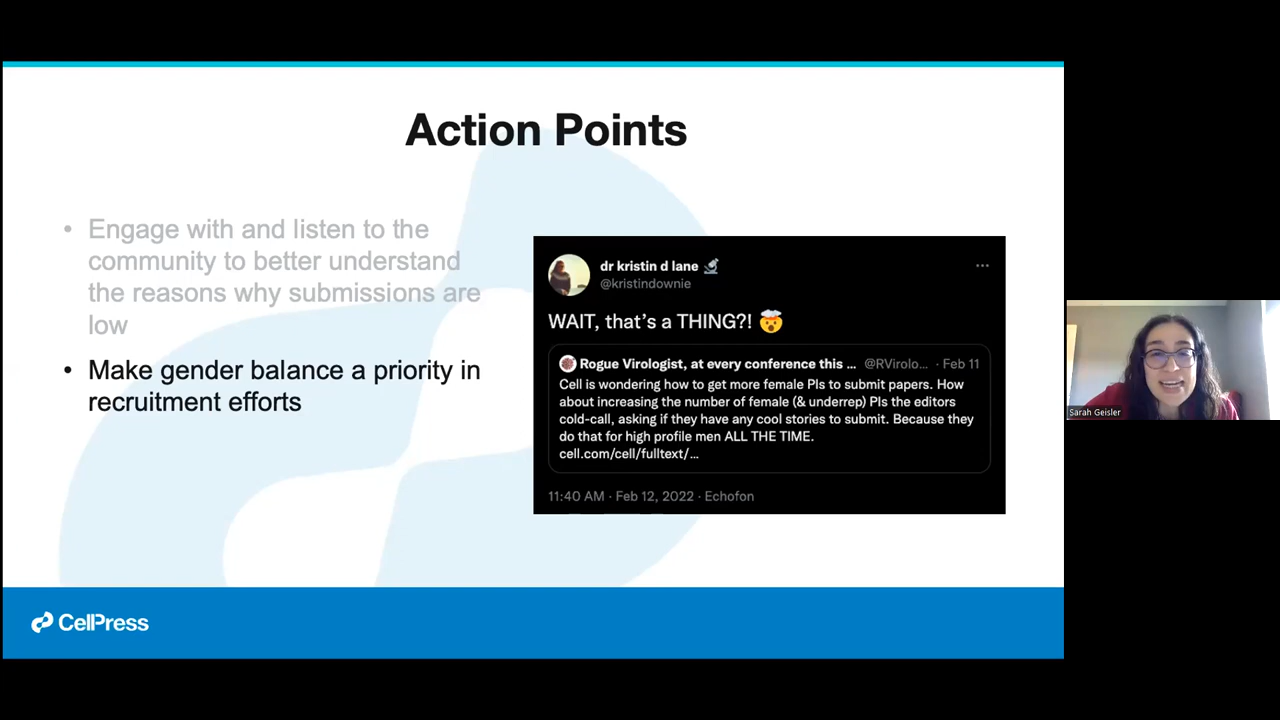 Action Points
• Engage with and listen to the
community to better understand
the reasons why submissions are
low
• Make gender balance a priority in
recruitment efforts
dr kristin d lane 🔬
@kristindownie
...
WAIT, that's a THING?! 🤯
Rogue Virologist, at every conference this ... @RVirolo... · Feb 11
Cell is wondering how to get more female PIs to submit papers. How
about increasing the number of female (& underrep) PIs the editors
cold-call, asking if they have any cool stories to submit. Because they
do that for high profile men ALL THE TIME.
cell.com/cell/fulltext/...
11:40 AM · Feb 12, 2022 · Echofon
CellPress
Sarah Geisler